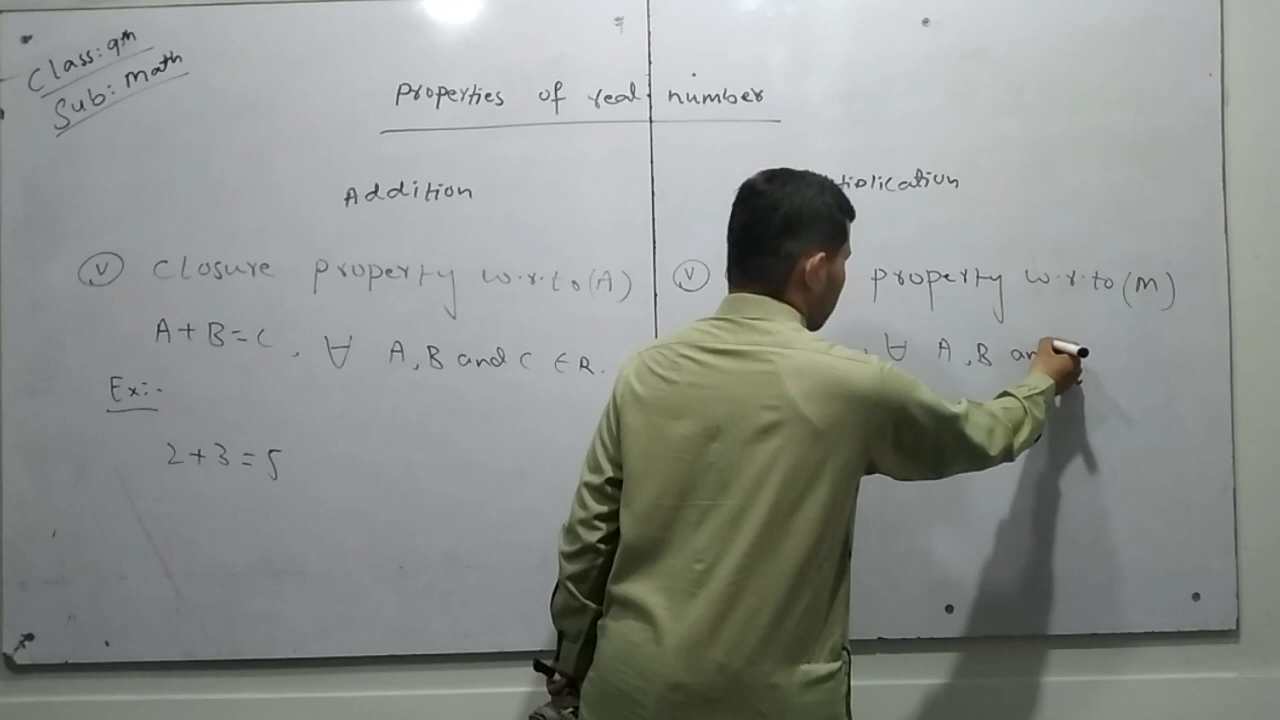 Class: 9th
Sub: Math
Properties of real number
Addition
Closure property w.r.to(A)
A+B=C, ∀ A,B and C ∈ R.
Ex:-
2+3=5
(V) property w.r.to(M)
, ∀ A,B